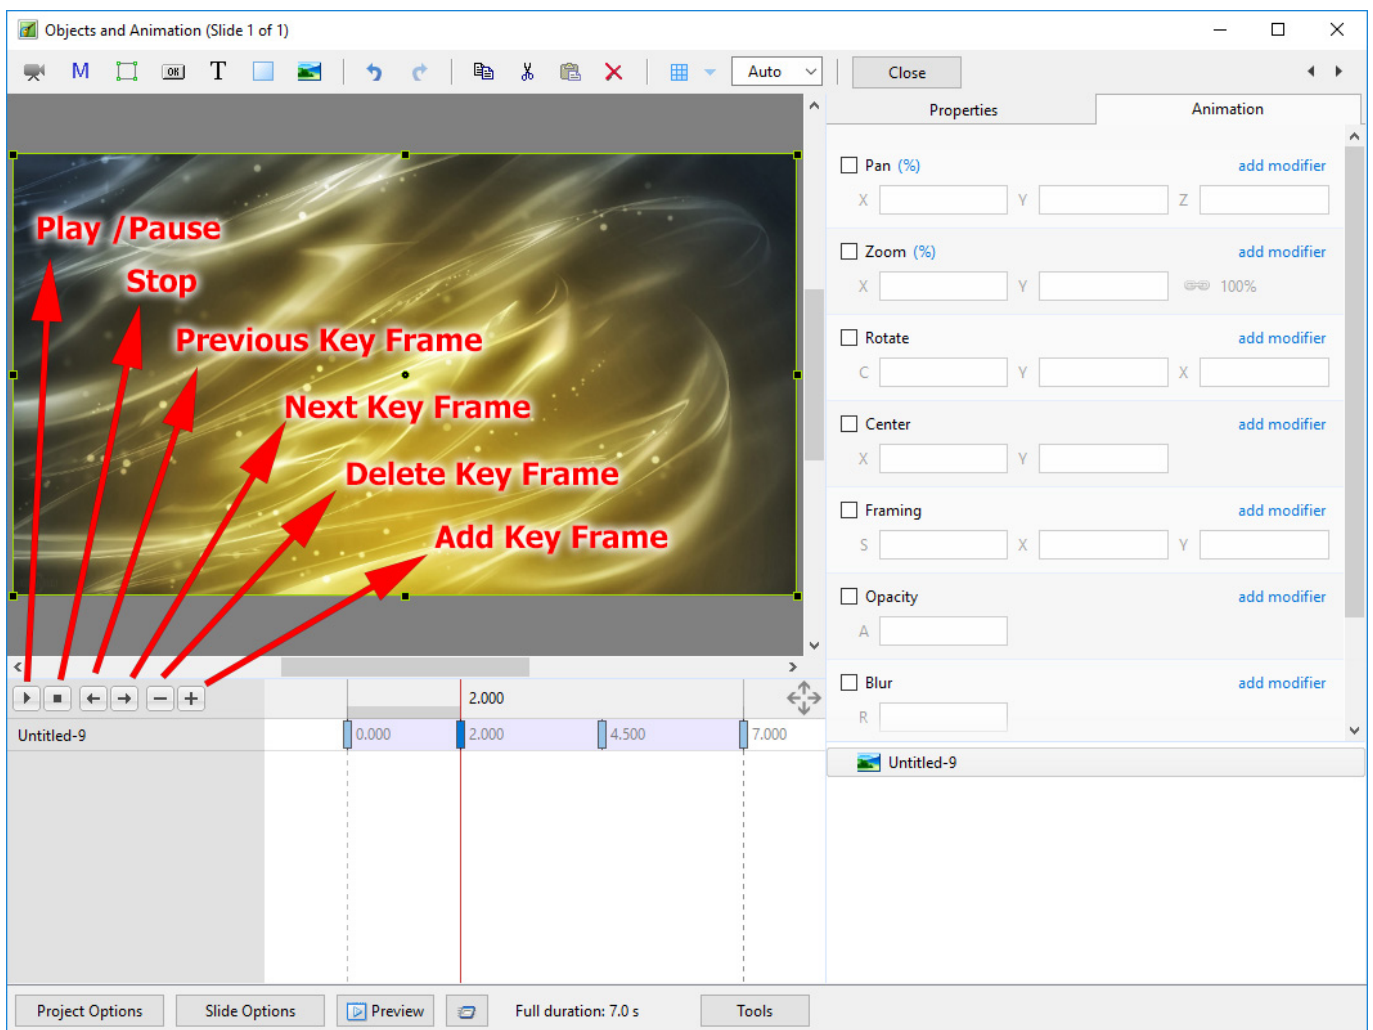 Objects and Animation (Slide 1 of 1)
M OK T Auto Close
Properties Animation
Pan (%) add modifier
X Y Z
Zoom (%) add modifier
X Y 100%
Rotate add modifier
C Y X
Center add modifier
X Y
Framing add modifier
S X Y
Opacity add modifier
A
Blur add modifier
R
Untitled-9
Play /Pause
Stop
Previous Key Frame
Next Key Frame
Delete Key Frame
Add Key Frame
2.000
Untitled-9 0.000 2.000 4.500 7.000
Project Options Slide Options Preview Full duration: 7.0 s Tools